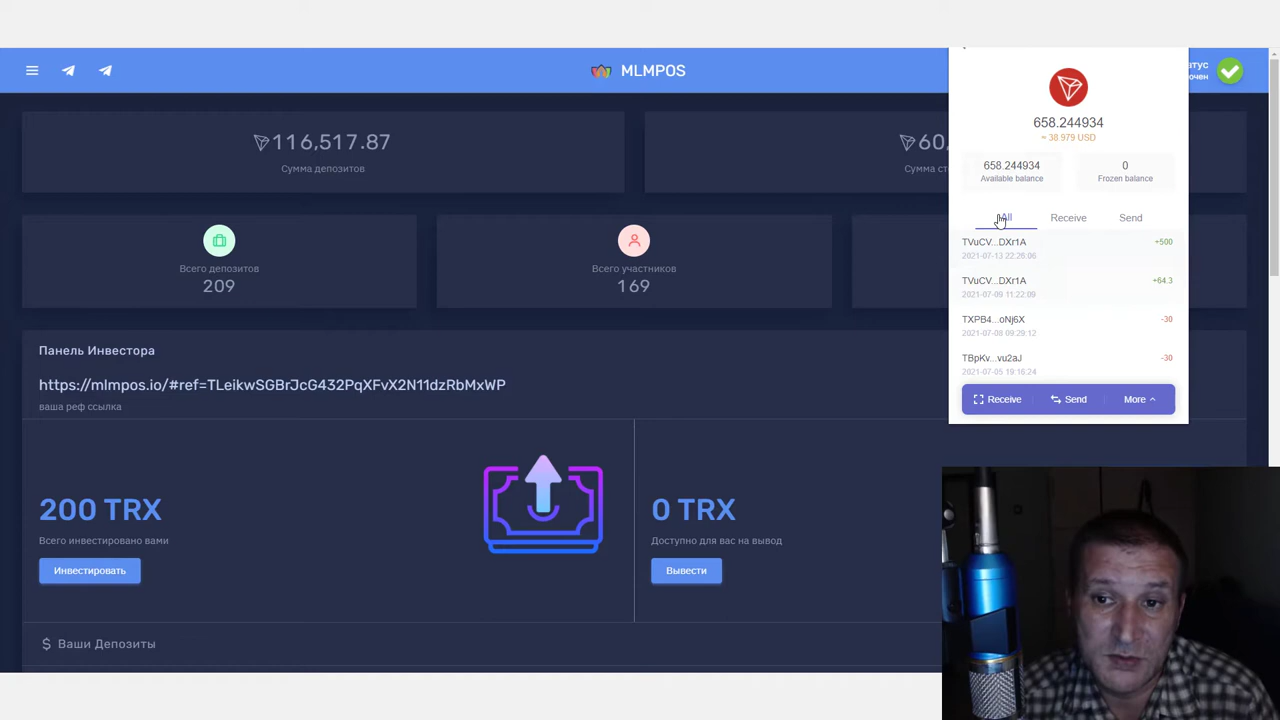 MLMPOS
атус
ючен
116,517.87
Сумма депозитов
60,
Сумма ст
Всего депозитов
209
Всего участников
169
Панель Инвестора
https://mlmpos.io/#ref=TLeikwSGBrJcG432PqXFvX2N11dzRbMxWP
ваша реф ссылка
200 TRX
Всего инвестировано вами
Инвестировать
0 TRX
Доступно для вас на вывод
Вывести
$ Ваши Депозиты
658.244934
≈ 38.979 USD
658.244934
Available balance
0
Frozen balance
All Receive Send
TVuCV...DXr1A +500
2021-07-13 22:26:06
TVuCV...DXr1A +64.3
2021-07-09 11:22:09
TXPB4...oNj6X -30
2021-07-08 09:29:12
TBpKv...vu2aJ -30
2021-07-05 19:16:24
Receive Send More